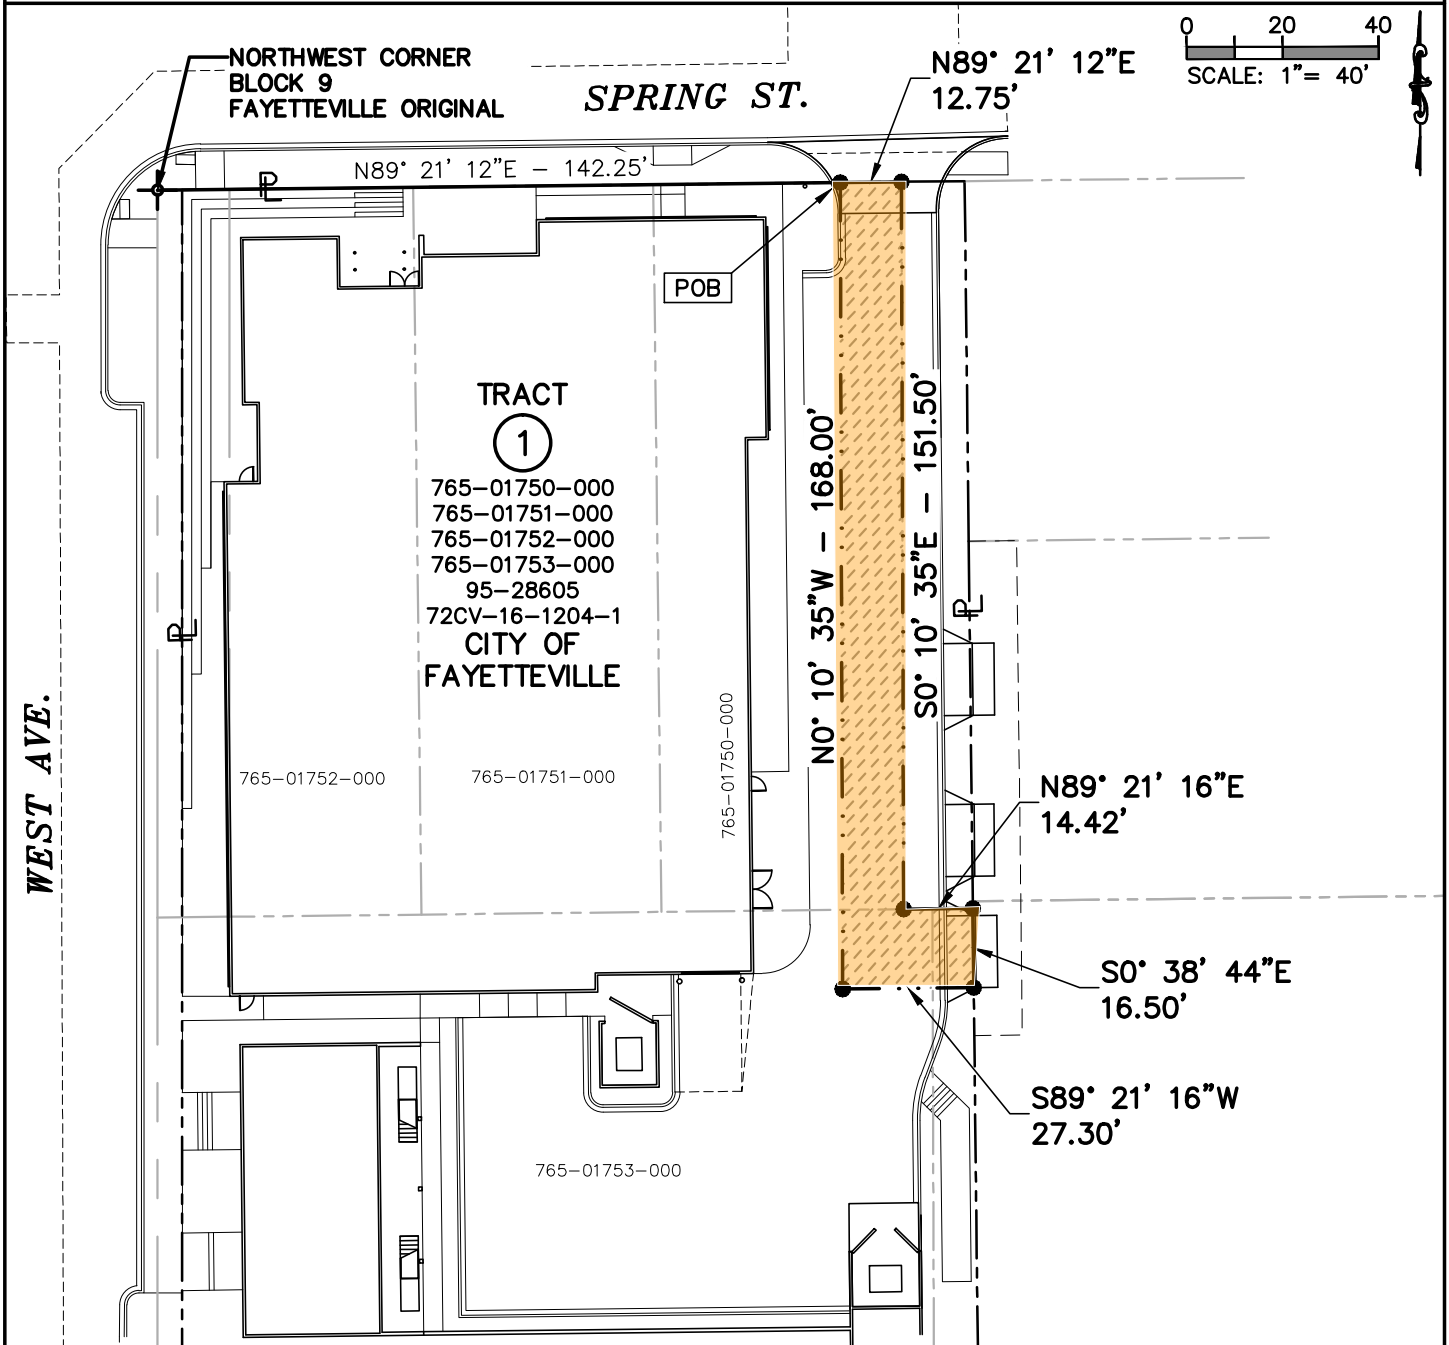 NORTHWEST CORNER
BLOCK 9
FAYETTEVILLE ORIGINAL
SPRING ST.
N89° 21' 12"E
12.75'
0 20 40
SCALE: 1"= 40'
N89° 21' 12"E – 142.25'
PL
POB
TRACT
1
765–01750–000
765–01751–000
765–01752–000
765–01753–000
95–28605
72CV–16–1204–1
CITY OF
FAYETTEVILLE
N0° 10' 35"W – 168.00'
S0° 10' 35"E – 151.50'
PL
PL
WEST AVE.
765–01752–000
765–01751–000
765–01750–000
N89° 21' 16"E
14.42'
S0° 38' 44"E
16.50'
S89° 21' 16"W
27.30'
765–01753–000